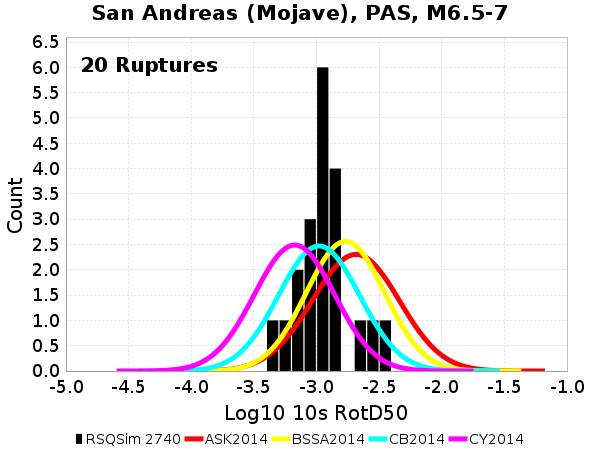 San Andreas (Mojave), PAS, M6.5-7
20 Ruptures
6.5
6.0
5.5
5.0
4.5
4.0
3.5
3.0
2.5
2.0
1.5
1.0
0.5
0.0
Count
-5.0 -4.5 -4.0 -3.5 -3.0 -2.5 -2.0 -1.5 -1.0
Log10 10s RotD50
RSQSim 2740 ASK2014 BSSA2014 CB2014 CY2014